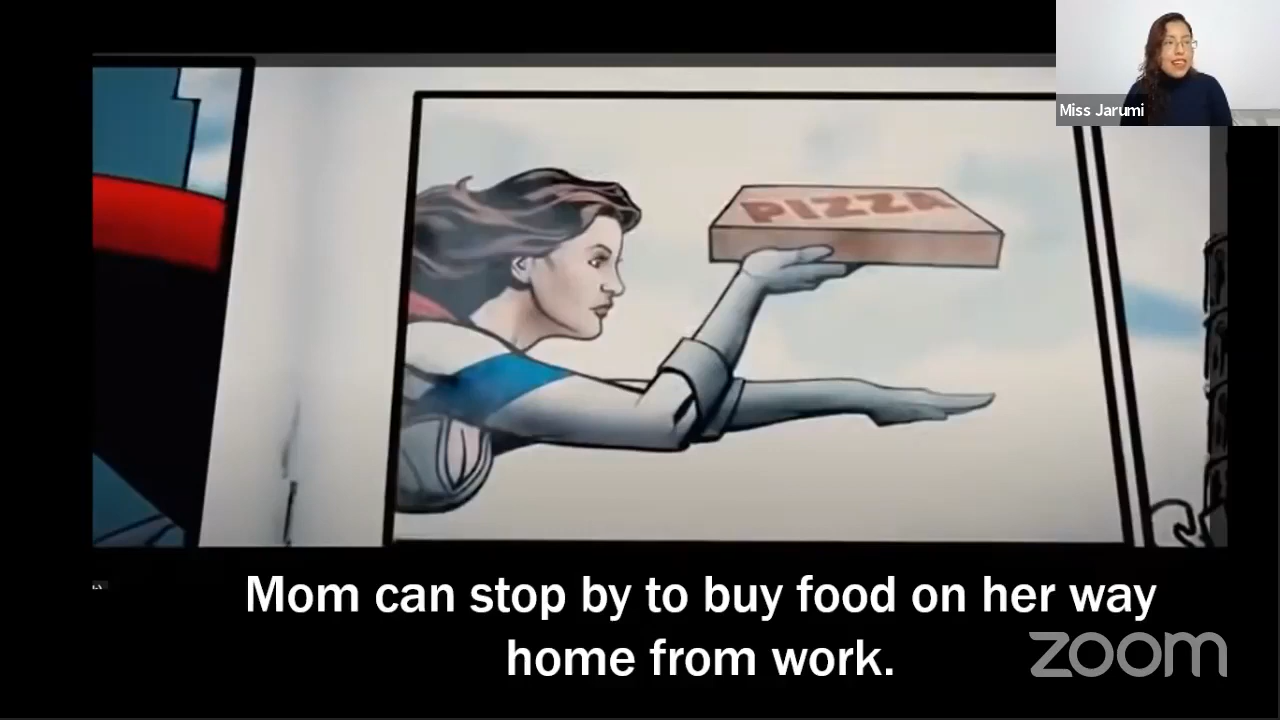 Miss Jarumi
PIZZA
Mom can stop by to buy food on her way
home from work.
zoom